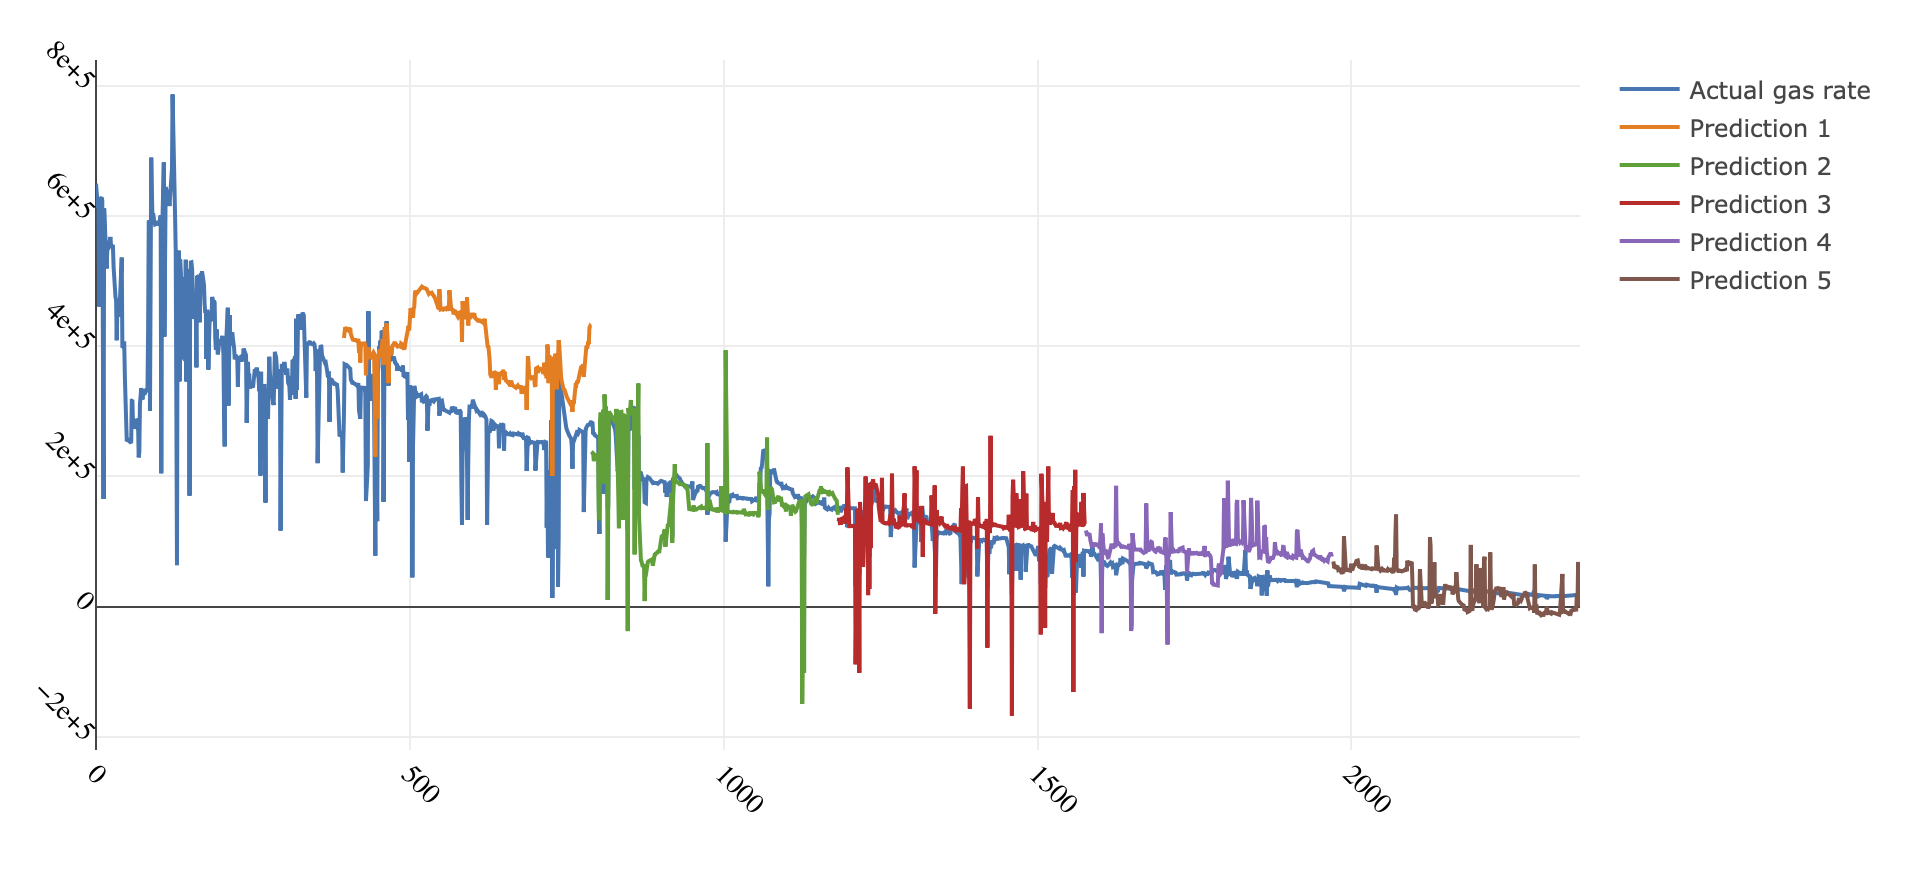 8e+5
6e+5
4e+5
2e+5
0
−2e+5
0
500
1000
1500
2000
Actual gas rate
Prediction 1
Prediction 2
Prediction 3
Prediction 4
Prediction 5